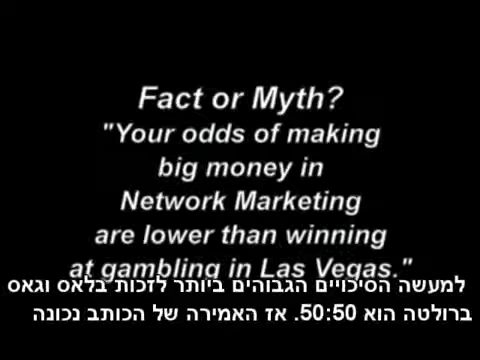 Fact or Myth?
"Your odds of making
big money in
Network Marketing
are lower than winning
at gambling in Las Vegas."
למעשה הסיכויים הגבוהים ביותר לזכות בלאס וגאס
ברולטה הוא 50:50. אז האמירה של הכותב נכונה